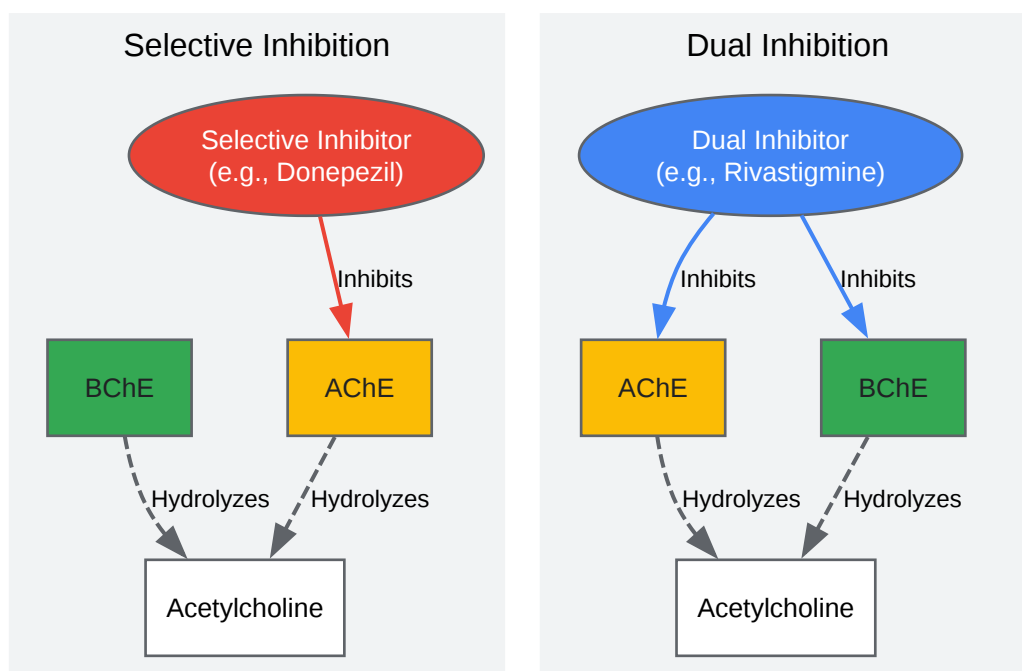 Selective Inhibition
Selective Inhibitor
(e.g., Donepezil)
Inhibits
BChE
AChE
Hydrolyzes
Hydrolyzes
Acetylcholine
Dual Inhibition
Dual Inhibitor
(e.g., Rivastigmine)
Inhibits
Inhibits
AChE
BChE
Hydrolyzes
Hydrolyzes
Acetylcholine